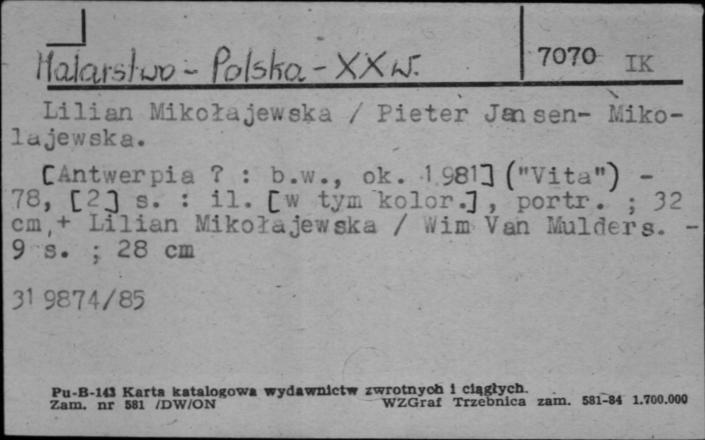 Malarstwo - Polska - XX w.
7070 IK
Lilian Mikołajewska / Pieter Jansen- Miko-
lajewska.
[Antwerpia ? : b.w., ok. 1981] ("Vita") -
78, [2] s. : il. [w tym kolor.], portr. ; 32
cm + Lilian Mikołajewska / Wim Van Mulders. -
9 s. ; 28 cm
31 9874/85
Pu-B-143 Karta katalogowa wydawnictw zwrotnych i ciągłych.
Zam. nr 581 /DW/ON WZGraf Trzebnica zam. 581-84 1.700.000